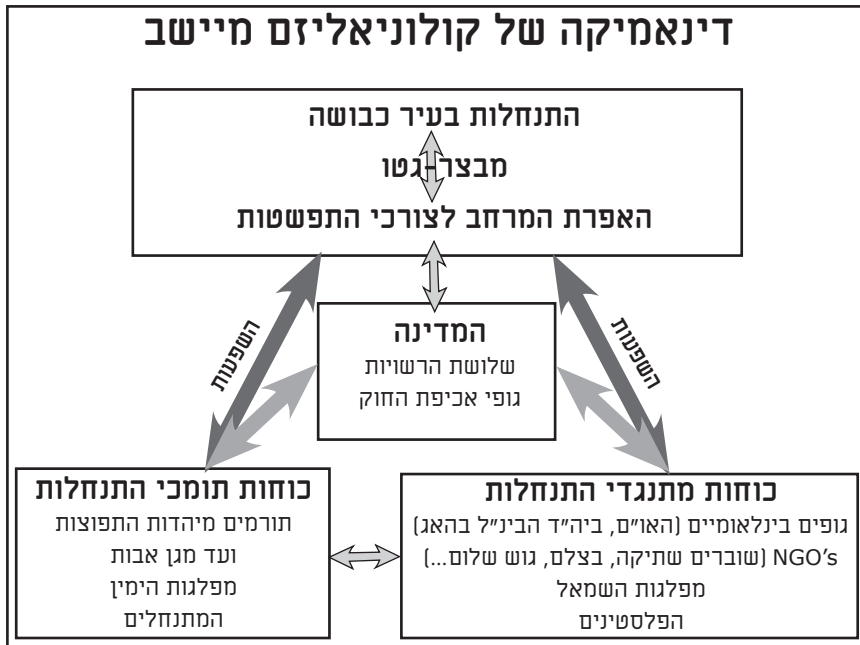 דינאמיקה של קולוניאליזם מיישב
התנחלות בעיר כבושה
מבצר-גטו
האפרת המרחב לצורכי התפשטות
השפעות
השפעות
המדינה
שלושת הרשויות
גופי אכיפת החוק
כוחות מתנגדי התנחלות
גופים בינלאומיים (האו"ם, ביה"ד הבינ"ל בהאג)
NGO's (שוברים שתיקה, בצלם, גוש שלום...)
מפלגות השמאל
הפלסטינים
כוחות תומכי התנחלות
תורמים מיהדות התפוצות
ועד מגן אבות
מפלגות הימין
המתנחלים